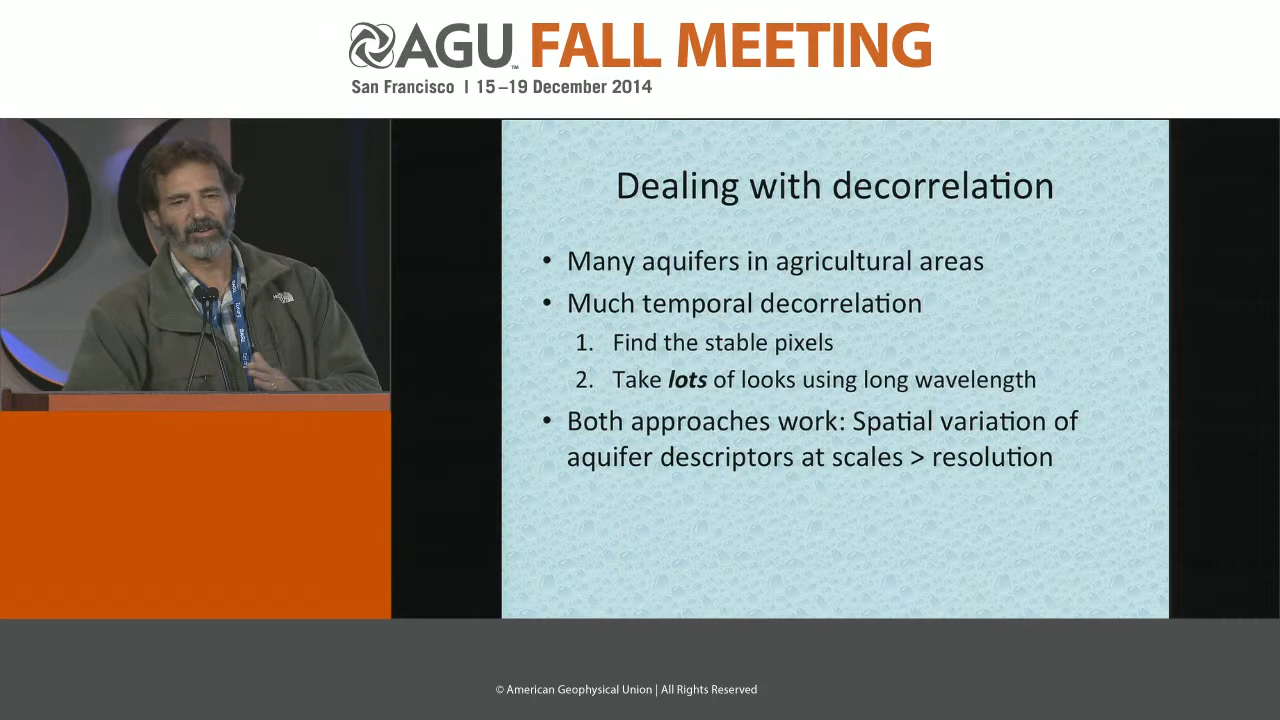 AGU™ FALL MEETING
San Francisco | 15–19 December 2014
Dealing with decorrelation
• Many aquifers in agricultural areas
• Much temporal decorrelation
1. Find the stable pixels
2. Take lots of looks using long wavelength
• Both approaches work: Spatial variation of
aquifer descriptors at scales > resolution
© American Geophysical Union | All Rights Reserved